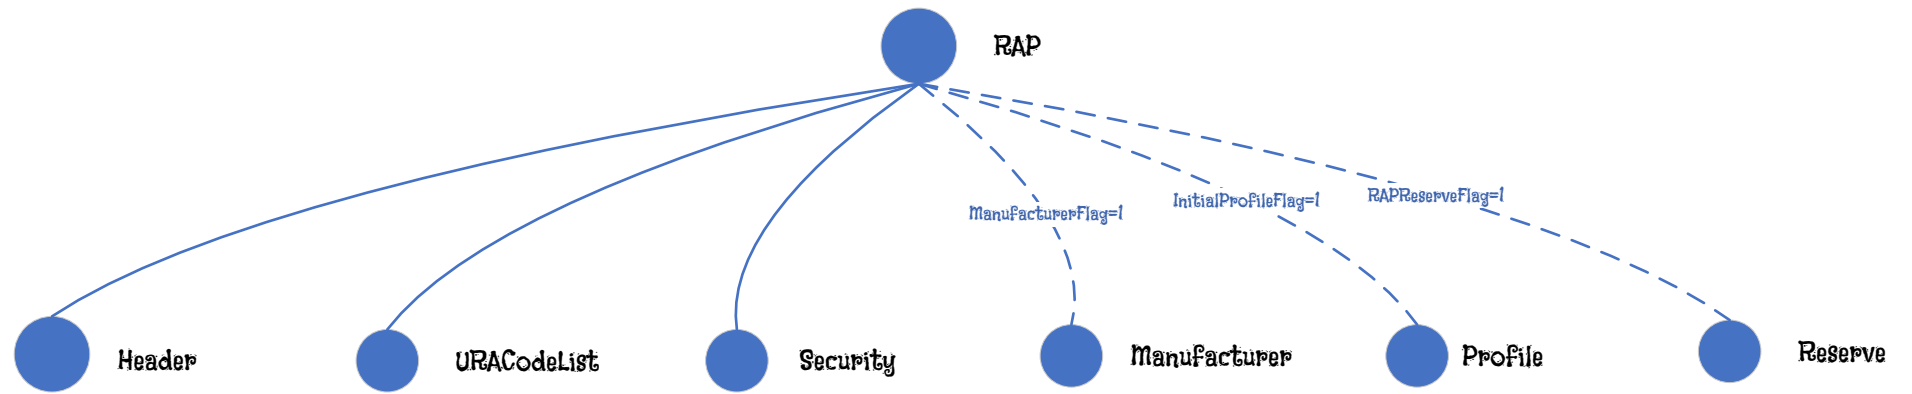 RAP
ManufacturerFlag=1
InitialProfileFlag=1
RAPReserveFlag=1
Header
URACodeList
Security
Manufacturer
Profile
Reserve